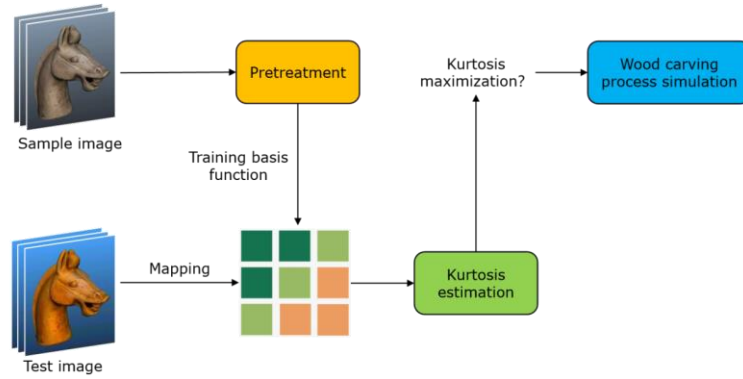 Sample image
Pretreatment
Kurtosis
maximization?
Wood carving
process simulation
Training basis
function
Test image
Mapping
Kurtosis
estimation